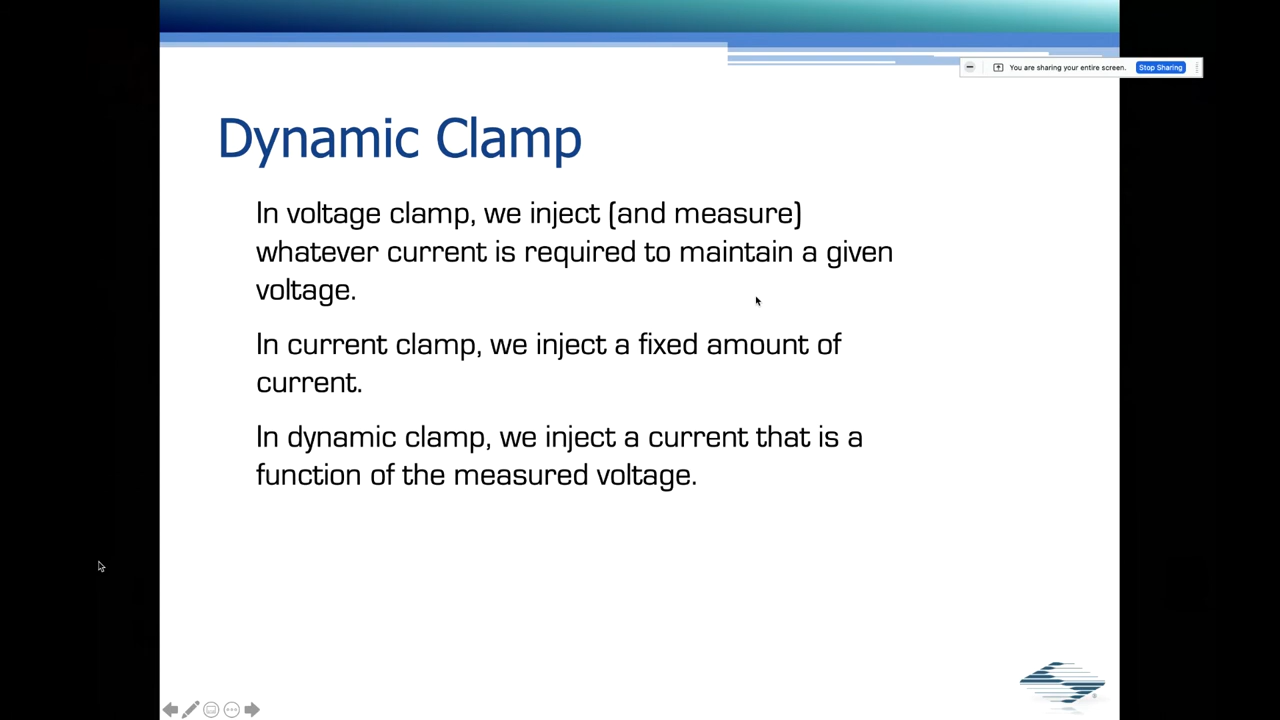 You are sharing your entire screen. Stop Sharing
Dynamic Clamp
In voltage clamp, we inject (and measure)
whatever current is required to maintain a given
voltage.
In current clamp, we inject a fixed amount of
current.
In dynamic clamp, we inject a current that is a
function of the measured voltage.